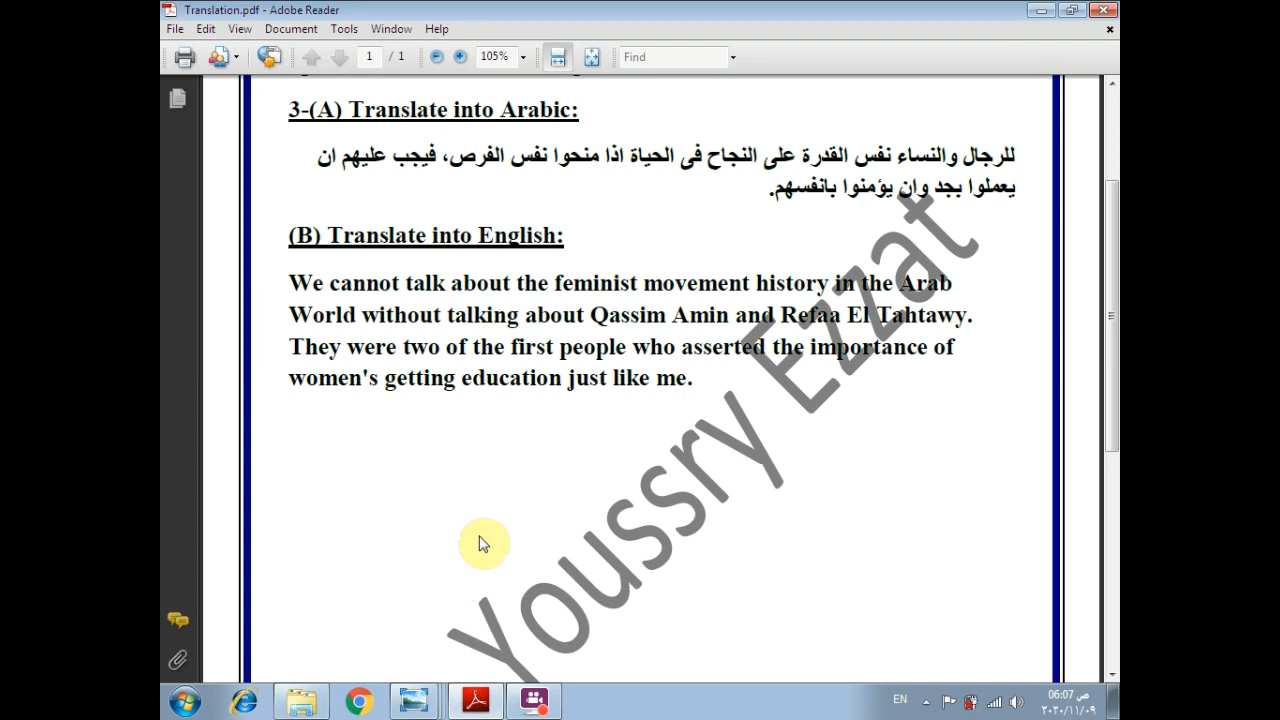 Translation.pdf - Adobe Reader
File Edit View Document Tools Window Help
1 / 1 105% Find
3-(A) Translate into Arabic:
للرجال والنساء نفس القدرة على النجاح فى الحياة اذا منحوا نفس الفرص، فيجب عليهم ان
يعملوا بجد وان يؤمنوا بانفسهم.
(B) Translate into English:
We cannot talk about the feminist movement history in the Arab
World without talking about Qassim Amin and Refaa El Tahtawy.
They were two of the first people who asserted the importance of
women's getting education just like me.
Youssry Ezzat
EN
06:07 ص
٢٠٢٠/١١/٠٩